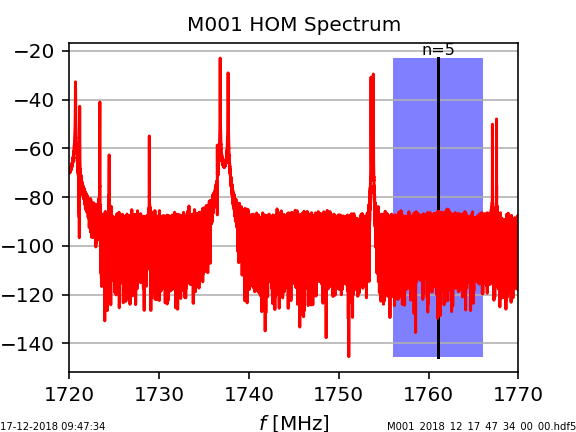 M001 HOM Spectrum
n=5
−20
−40
−60
−80
−100
−120
−140
1720 1730 1740 1750 1760 1770
f [MHz]
17-12-2018 09:47:34
M001_2018_12_17_47_34_00_00.hdf5